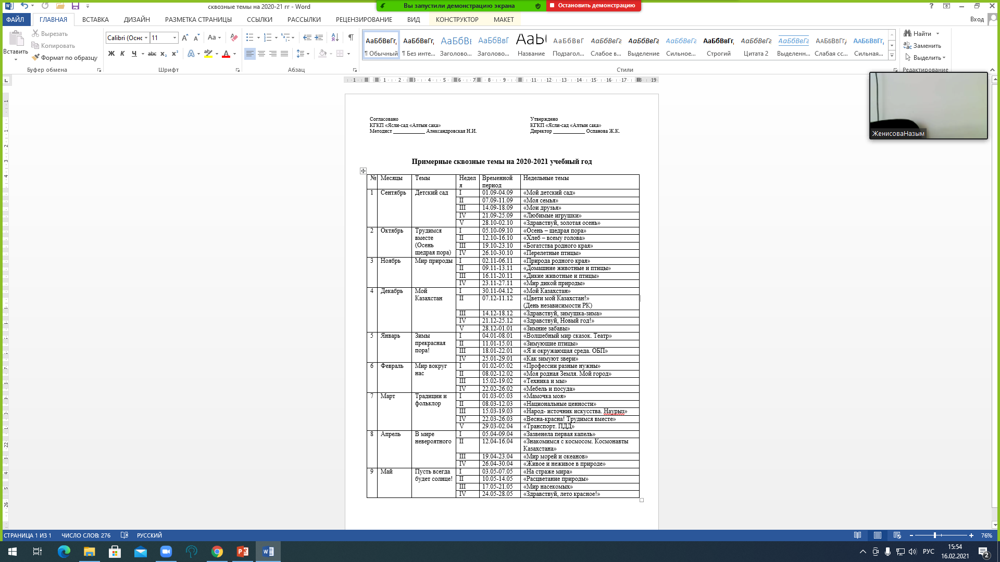 сквозные темы на 2020-21 гг - Word
Вы запустили демонстрацию экрана
Остановить демонстрацию
ФАЙЛ ГЛАВНАЯ ВСТАВКА ДИЗАЙН РАЗМЕТКА СТРАНИЦЫ ССЫЛКИ РАССЫЛКИ РЕЦЕНЗИРОВАНИЕ ВИД КОНСТРУКТОР МАКЕТ Вход
Вставить
Вырезать
Копировать
Формат по образцу
Буфер обмена
Calibri (Оснс 11
Ж К Ч abc x₂ x²
Шрифт
Абзац
АаБбВвГг, АаБбВвГг, АаБбВв АаБбВвГ АаЫ АаБбВвГ АаБбВвГг АаБбВвГг АаБбВвГг АаБбВвГг, АаБбВвГг АаБбВвГг АаБбВвГг, АаБбВвГг,
¶ Обычный ¶ Без инте... Заголово... Заголово... Название Подзагол... Слабое в... Выделение Сильное... Строгий Цитата 2 Выделенн... Слабая сс... Сильная...
Стили
Найти
Заменить
Выделить
Редактирование
ЖенисоваНазым
Согласовано
КГКП «Ясли-сад «Алтын сақа»
Методист ____________ Александровская Н.И.
Утверждено
КГКП «Ясли-сад «Алтын сақа»
Директор ____________ Оспанова Ж.К.
Примерные сквозные темы на 2020-2021 учебный год
№ Месяцы Темы Неделя Временной период Недельные темы
1 Сентябрь Детский сад I 01.09-04.09 «Мой детский сад»
II 07.09-11.09 «Моя семья»
III 14.09-18.09 «Мои друзья»
IV 21.09-25.09 «Любимые игрушки»
V 28.10-02.10 «Здравствуй, золотая осень»
2 Октябрь Трудимся вместе (Осень щедрая пора) I 05.10-09.10 «Осень – щедрая пора»
II 12.10-16.10 «Хлеб – всему голова»
III 19.10-23.10 «Богатства родного края»
IV 26.10-30.10 «Перелетные птицы»
3 Ноябрь Мир природы I 02.11-06.11 «Природа родного края»
II 09.11-13.11 «Домашние животные и птицы»
III 16.11-20.11 «Дикие животные и птицы»
IV 23.11-27.11 «Мир дикой природы»
4 Декабрь Мой Казахстан I 30.11-04.12 «Мой Казахстан»
II 07.12-11.12 «Цвети мой Казахстан!»
(День независимости РК)
III 14.12-18.12 «Здравствуй, зимушка-зима»
IV 21.12-25.12 «Здравствуй, Новый год!»
V 28.12-01.01 «Зимние забавы»
5 Январь Зимы прекрасная пора! I 04.01-08.01 «Волшебный мир сказок. Театр»
II 11.01-15.01 «Зимующие птицы»
III 18.01-22.01 «Я и окружающая среда. ОБП»
IV 25.01-29.01 «Как зимуют звери»
6 Февраль Мир вокруг нас I 01.02-05.02 «Профессии разные нужны»
II 08.02-12.02 «Моя родная Земля. Мой город»
III 15.02-19.02 «Техника и мы»
IV 22.02-26.02 «Мебель и посуда»
7 Март Традиции и фольклор I 01.03-05.03 «Мамочка моя»
II 08.03-12.03 «Национальные ценности»
III 15.03-19.03 «Народ- источник искусства. Наурыз»
IV 22.03-26.03 «Весна-красна! Трудимся вместе»
V 29.03-02.04 «Транспорт. ПДД»
8 Апрель В мире невероятного I 05.04-09.04 «Зазвенела первая капель»
II 12.04-16.04 «Знакомимся с космосом. Космонавты
Казахстана»
III 19.04-23.04 «Мир морей и океанов»
IV 26.04-30.04 «Живое и неживое в природе»
9 Май Пусть всегда будет солнце! I 03.05-07.05 «На страже мира»
II 10.05-14.05 «Расцветание природы»
III 17.05-21.05 «Мир насекомых»
IV 24.05-28.05 «Здравствуй, лето красное!»
СТРАНИЦА 1 ИЗ 1 ЧИСЛО СЛОВ: 276 РУССКИЙ 76%
РУС
15:54
16.02.2021
2